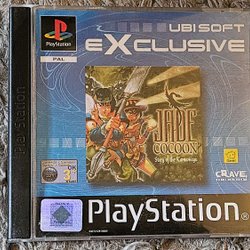 UBI SOFT
eXCLUSIVE
PlayStation
PAL
JADE
COCOON
Story of the Tamamayu
CRAVE
PlayStation